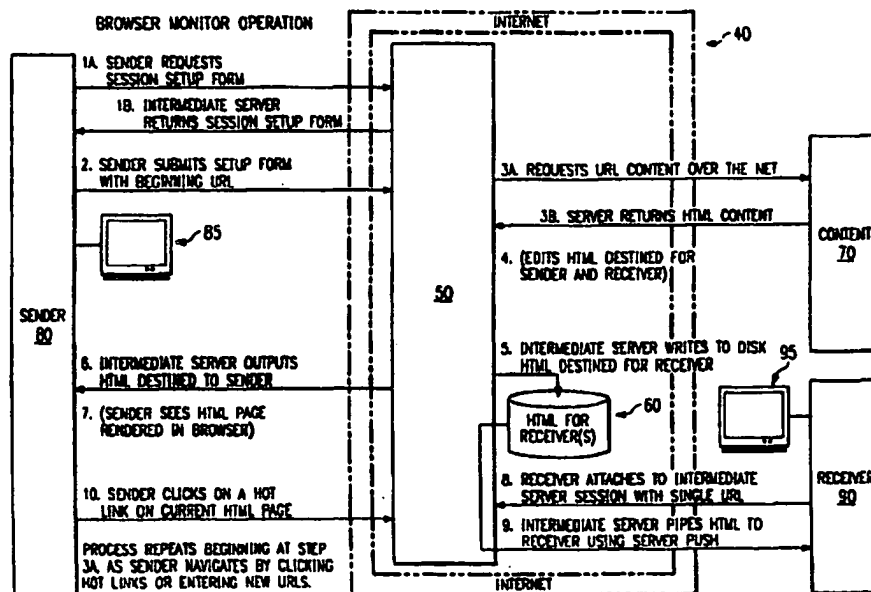 BROWSER MONITOR OPERATION
INTERNET
40
1A. SENDER REQUESTS
SESSION SETUP FORM
1B. INTERMEDIATE SERVER
RETURNS SESSION SETUP FORM
2. SENDER SUBMITS SETUP FORM
WITH BEGINNING URL
3A. REQUESTS URL CONTENT OVER THE NET
3B. SERVER RETURNS HTML CONTENT
85
CONTENT
70
4. (EDITS HTML DESTINED FOR
SENDER AND RECEIVER)
50
SENDER
80
5. INTERMEDIATE SERVER WRITES TO DISK
HTML DESTINED FOR RECEIVER
95
6. INTERMEDIATE SERVER OUTPUTS
HTML DESTINED TO SENDER
7. (SENDER SEES HTML PAGE
RENDERED IN BROWSER)
HTML FOR
RECEIVER(S)
60
8. RECEIVER ATTACHES TO INTERMEDIATE
SERVER SESSION WITH SINGLE URL
RECEIVER
90
10. SENDER CLICKS ON A HOT
LINK ON CURRENT HTML PAGE
9. INTERMEDIATE SERVER PIPES HTML TO
RECEIVER USING SERVER PUSH
PROCESS REPEATS BEGINNING AT STEP
3A, AS SENDER NAVIGATES BY CLICKING
HOT LINKS OR ENTERING NEW URLS.
INTERNET